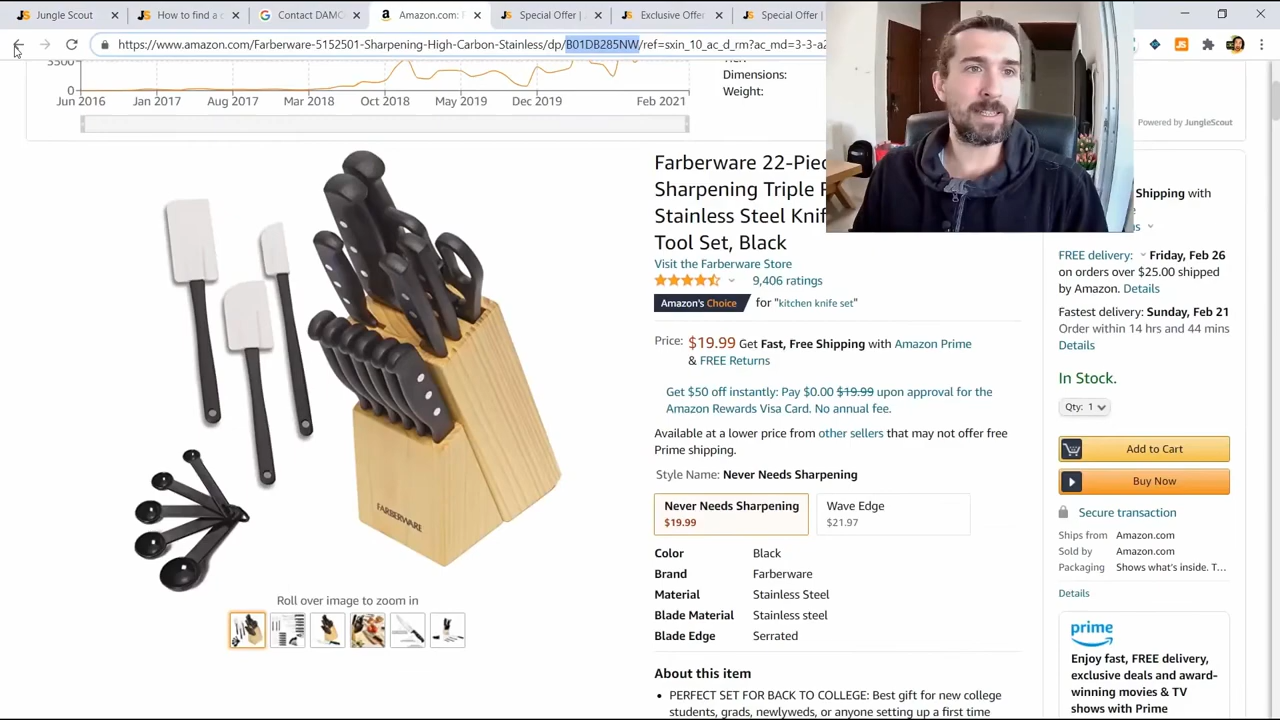 Jungle Scout
How to find a c
Contact DAMC
Amazon.com: F
Special Offer |
Exclusive Offer
Special Offer |
https://www.amazon.com/Farberware-5152501-Sharpening-High-Carbon-Stainless/dp/B01DB285NW/ref=sxin_10_ac_d_rm?ac_md=3-3-a2
3500
0
Jun 2016
Jan 2017
Aug 2017
Mar 2018
Oct 2018
May 2019
Dec 2019
Feb 2021
Dimensions:
Weight:
Powered by JungleScout
FARBERWARE
Roll over image to zoom in
Farberware 22-Piec
Sharpening Triple R
Stainless Steel Knif
Tool Set, Black
Visit the Farberware Store
9,406 ratings
Amazon's Choice for "kitchen knife set"
Price: $19.99 Get Fast, Free Shipping with Amazon Prime
& FREE Returns
Get $50 off instantly: Pay $0.00 $19.99 upon approval for the
Amazon Rewards Visa Card. No annual fee.
Available at a lower price from other sellers that may not offer free
Prime shipping.
Style Name: Never Needs Sharpening
Never Needs Sharpening
$19.99
Wave Edge
$21.97
Color Black
Brand Farberware
Material Stainless Steel
Blade Material Stainless steel
Blade Edge Serrated
About this item
• PERFECT SET FOR BACK TO COLLEGE: Best gift for new college
students, grads, newlyweds, or anyone setting up a first time
Shipping with
FREE delivery: Friday, Feb 26
on orders over $25.00 shipped
by Amazon. Details
Fastest delivery: Sunday, Feb 21
Order within 14 hrs and 44 mins
Details
In Stock.
Qty: 1
Add to Cart
Buy Now
Secure transaction
Ships from Amazon.com
Sold by Amazon.com
Packaging Shows what's inside. T...
Details
prime
Enjoy fast, FREE delivery,
exclusive deals and award-
winning movies & TV
shows with Prime